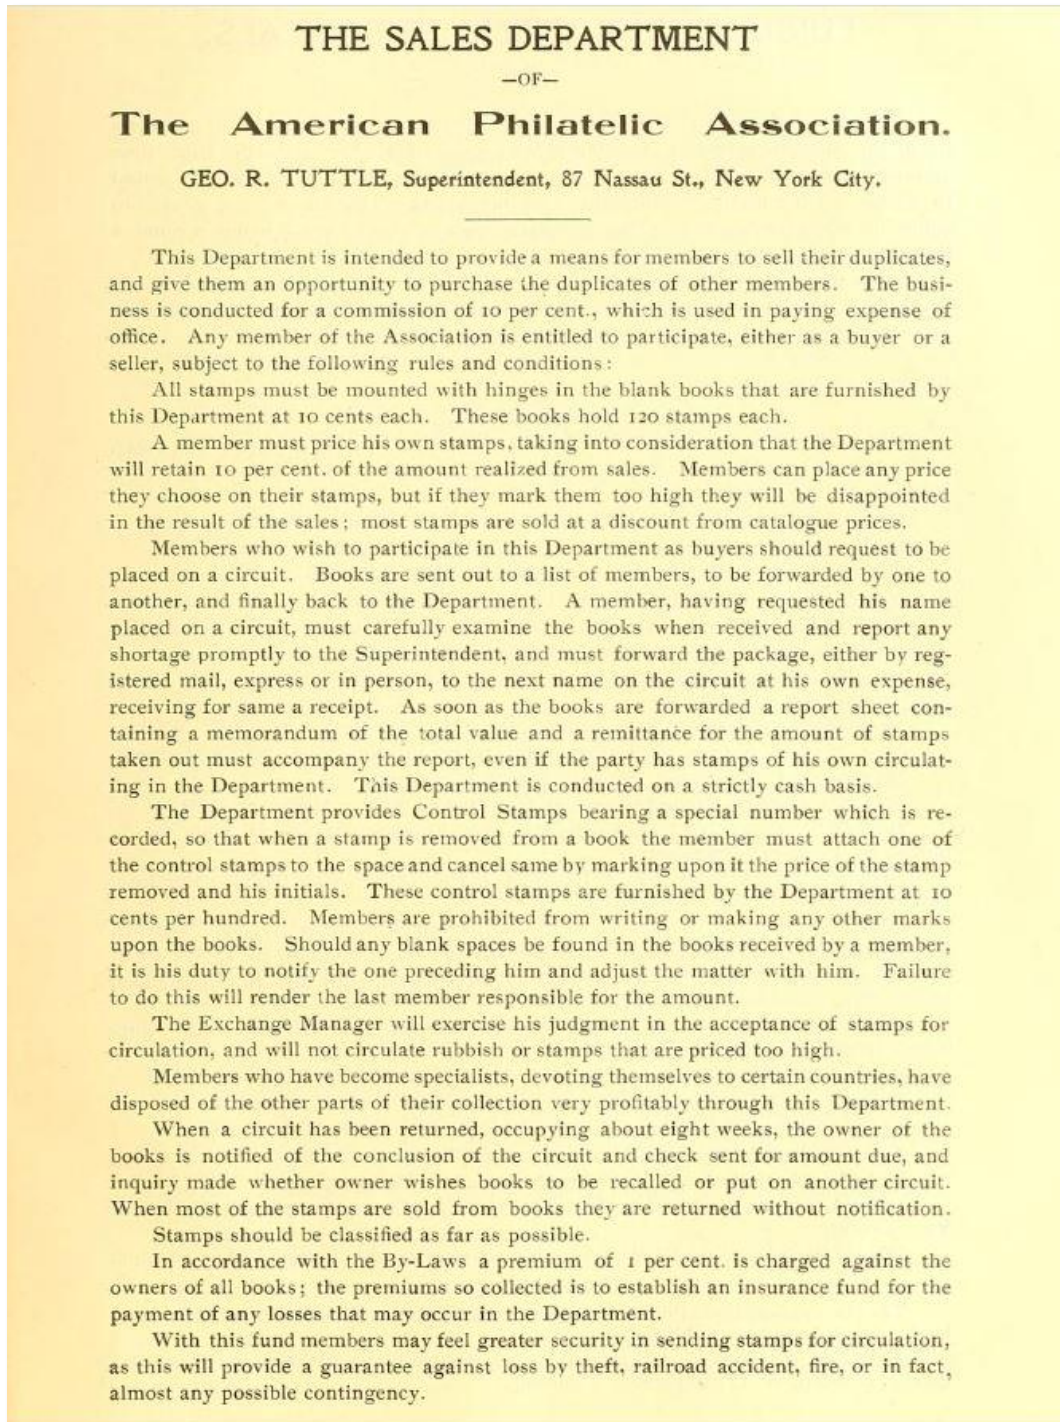 THE SALES DEPARTMENT
—OF—
The American Philatelic Association.
GEO. R. TUTTLE, Superintendent, 87 Nassau St., New York City.
This Department is intended to provide a means for members to sell their duplicates,
and give them an opportunity to purchase the duplicates of other members. The busi-
ness is conducted for a commission of 10 per cent., which is used in paying expense of
office. Any member of the Association is entitled to participate, either as a buyer or a
seller, subject to the following rules and conditions:
All stamps must be mounted with hinges in the blank books that are furnished by
this Department at 10 cents each. These books hold 120 stamps each.
A member must price his own stamps, taking into consideration that the Department
will retain 10 per cent. of the amount realized from sales. Members can place any price
they choose on their stamps, but if they mark them too high they will be disappointed
in the result of the sales; most stamps are sold at a discount from catalogue prices.
Members who wish to participate in this Department as buyers should request to be
placed on a circuit. Books are sent out to a list of members, to be forwarded by one to
another, and finally back to the Department. A member, having requested his name
placed on a circuit, must carefully examine the books when received and report any
shortage promptly to the Superintendent, and must forward the package, either by reg-
istered mail, express or in person, to the next name on the circuit at his own expense,
receiving for same a receipt. As soon as the books are forwarded a report sheet con-
taining a memorandum of the total value and a remittance for the amount of stamps
taken out must accompany the report, even if the party has stamps of his own circulat-
ing in the Department. This Department is conducted on a strictly cash basis.
The Department provides Control Stamps bearing a special number which is re-
corded, so that when a stamp is removed from a book the member must attach one of
the control stamps to the space and cancel same by marking upon it the price of the stamp
removed and his initials. These control stamps are furnished by the Department at 10
cents per hundred. Members are prohibited from writing or making any other marks
upon the books. Should any blank spaces be found in the books received by a member,
it is his duty to notify the one preceding him and adjust the matter with him. Failure
to do this will render the last member responsible for the amount.
The Exchange Manager will exercise his judgment in the acceptance of stamps for
circulation, and will not circulate rubbish or stamps that are priced too high.
Members who have become specialists, devoting themselves to certain countries, have
disposed of the other parts of their collection very profitably through this Department.
When a circuit has been returned, occupying about eight weeks, the owner of the
books is notified of the conclusion of the circuit and check sent for amount due, and
inquiry made whether owner wishes books to be recalled or put on another circuit.
When most of the stamps are sold from books they are returned without notification.
Stamps should be classified as far as possible.
In accordance with the By-Laws a premium of 1 per cent. is charged against the
owners of all books; the premiums so collected is to establish an insurance fund for the
payment of any losses that may occur in the Department.
With this fund members may feel greater security in sending stamps for circulation,
as this will provide a guarantee against loss by theft, railroad accident, fire, or in fact,
almost any possible contingency.